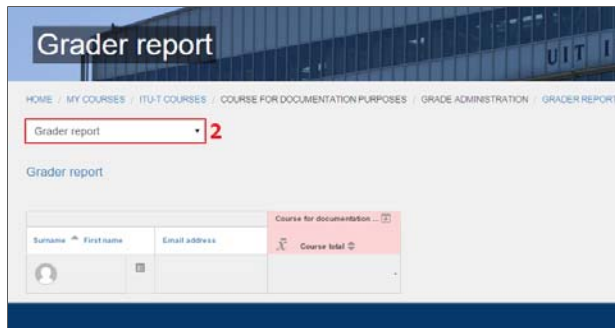 Grader report
UIT I
HOME / MY COURSES / ITU-T COURSES / COURSE FOR DOCUMENTATION PURPOSES / GRADE ADMINISTRATION / GRADER REPORT
Grader report 2
Grader report
Course for documentation ...
Surname First name Email address x̄ Course total
-